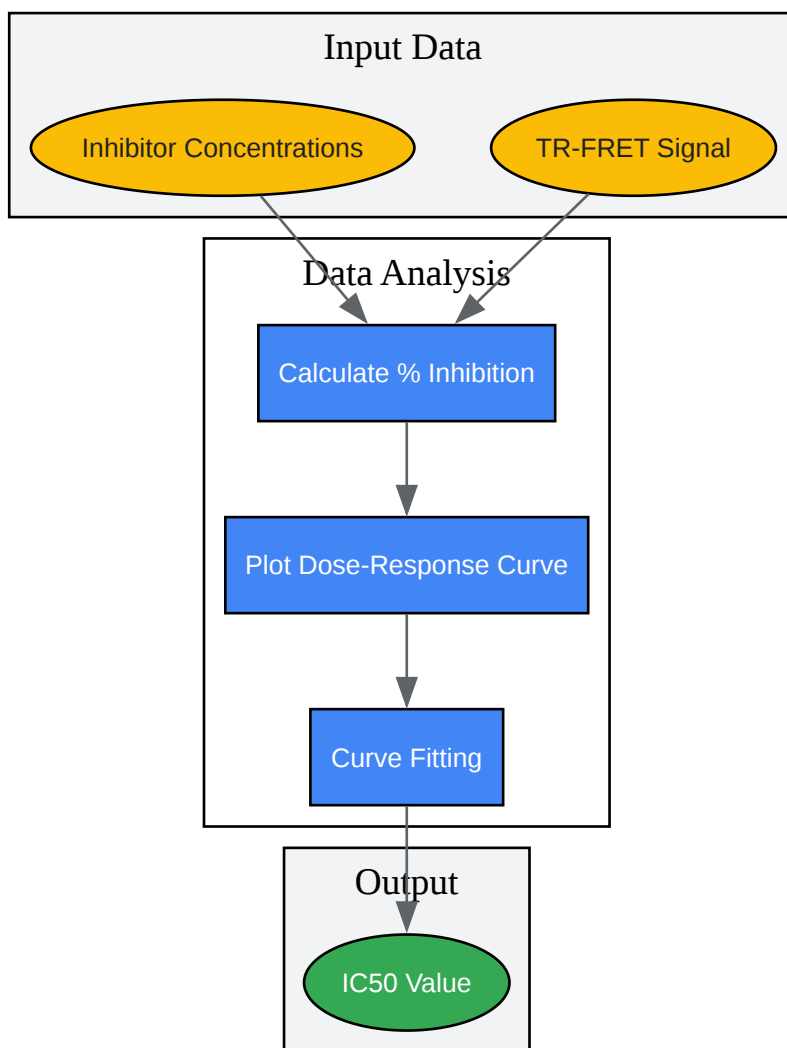 Input Data
Inhibitor Concentrations
TR-FRET Signal
Data Analysis
Calculate % Inhibition
Plot Dose-Response Curve
Curve Fitting
Output
IC50 Value